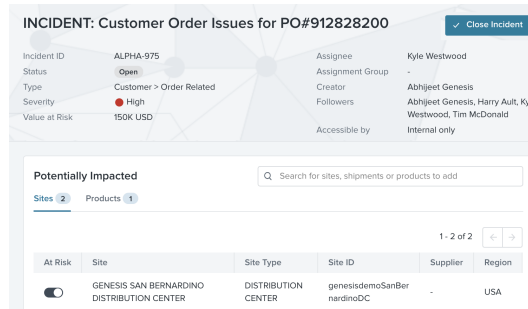 INCIDENT: Customer Order Issues for PO#912828200
Close Incident
Incident ID ALPHA-975
Assignee Kyle Westwood
Status Open
Assignment Group -
Type Customer > Order Related
Creator Abhijeet Genesis
Severity High
Followers Abhijeet Genesis, Harry Ault, Ky
Value at Risk 150K USD
Westwood, Tim McDonald
Accessible by Internal only
Potentially Impacted
Search for sites, shipments or products to add
Sites 2 Products 1
1 - 2 of 2
At Risk Site Site Type Site ID Supplier Region
GENESIS SAN BERNARDINO DISTRIBUTION genesisdemoSanBer
- USA
DISTRIBUTION CENTER CENTER nardinoDC